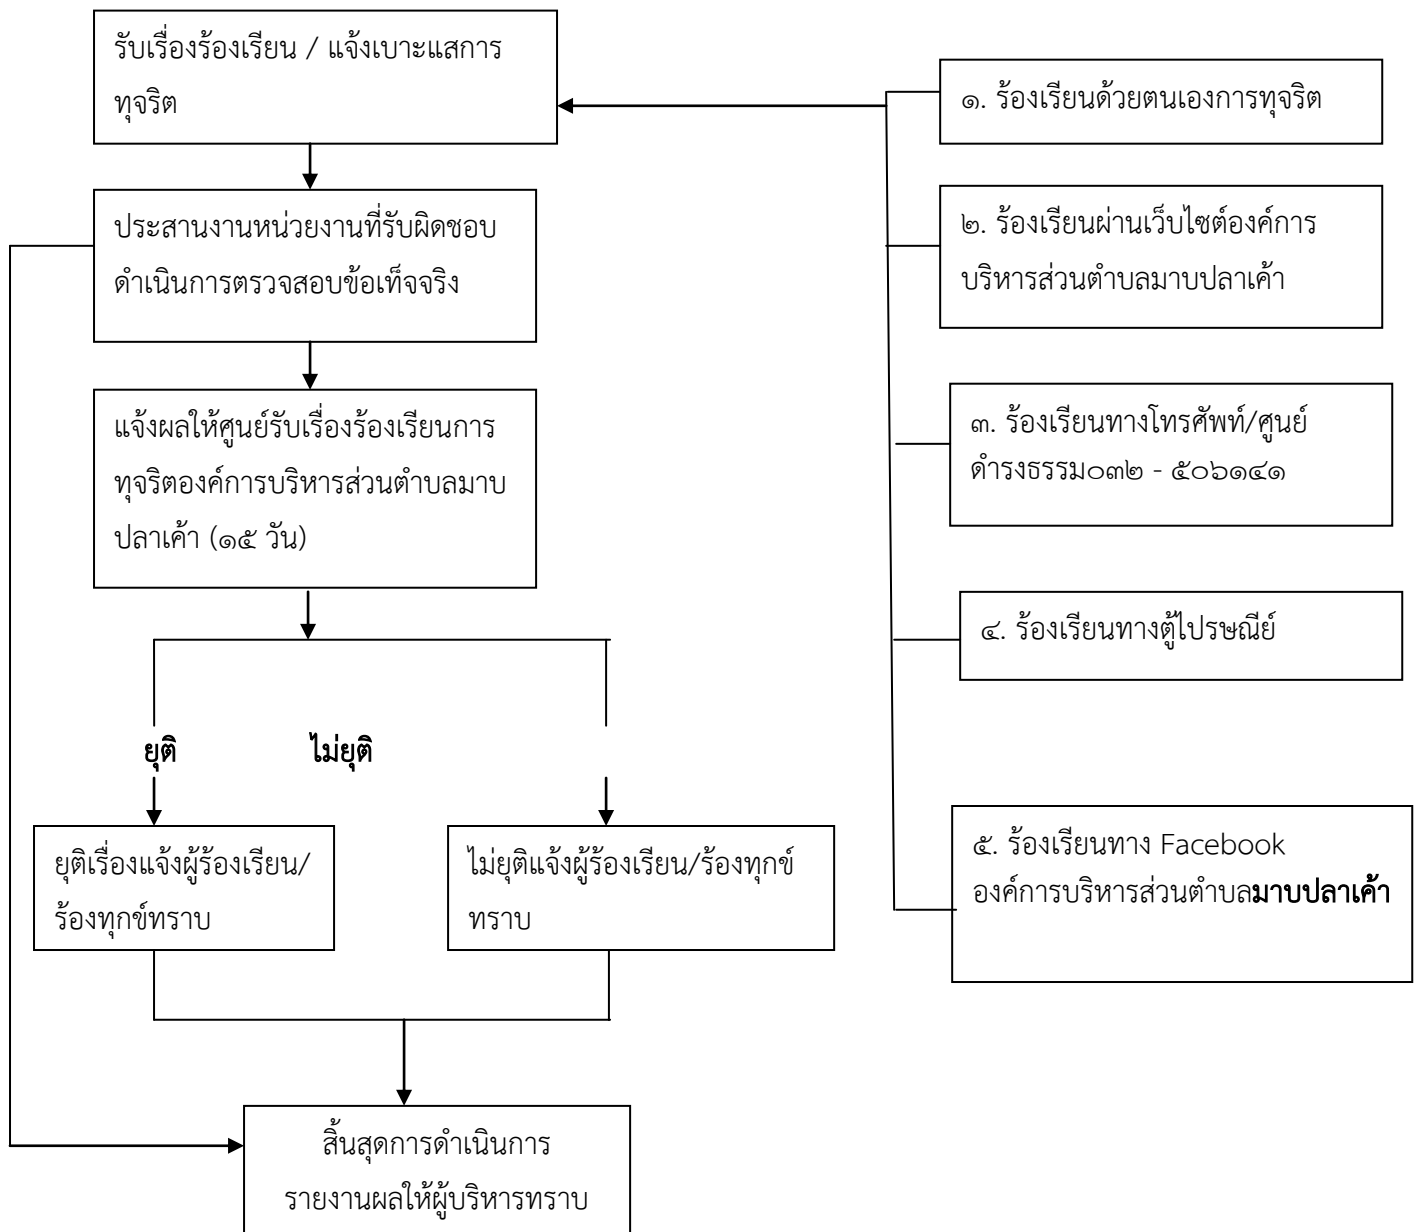 รับเรื่องร้องเรียน / แจ้งเบาะแสการ
ทุจริต
ประสานงานหน่วยงานที่รับผิดชอบ
ดำเนินการตรวจสอบข้อเท็จจริง
แจ้งผลให้ศูนย์รับเรื่องร้องเรียนการ
ทุจริตองค์การบริหารส่วนตำบลมาบ
ปลาเค้า (๑๕ วัน)
ยุติ
ไม่ยุติ
ยุติเรื่องแจ้งผู้ร้องเรียน/
ร้องทุกข์ทราบ
ไม่ยุติแจ้งผู้ร้องเรียน/ร้องทุกข์
ทราบ
สิ้นสุดการดำเนินการ
รายงานผลให้ผู้บริหารทราบ
๑. ร้องเรียนด้วยตนเองการทุจริต
๒. ร้องเรียนผ่านเว็บไซต์องค์การ
บริหารส่วนตำบลมาบปลาเค้า
๓. ร้องเรียนทางโทรศัพท์/ศูนย์
ดำรงธรรม๐๓๒ - ๕๐๖๑๔๑
๔. ร้องเรียนทางตู้ไปรษณีย์
๕. ร้องเรียนทาง Facebook
องค์การบริหารส่วนตำบลมาบปลาเค้า